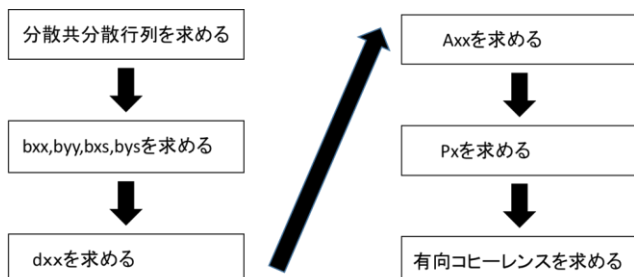 分散共分散行列を求める
bxx,byy,bxs,bysを求める
dxxを求める
Axxを求める
Pxを求める
有向コヒーレンスを求める